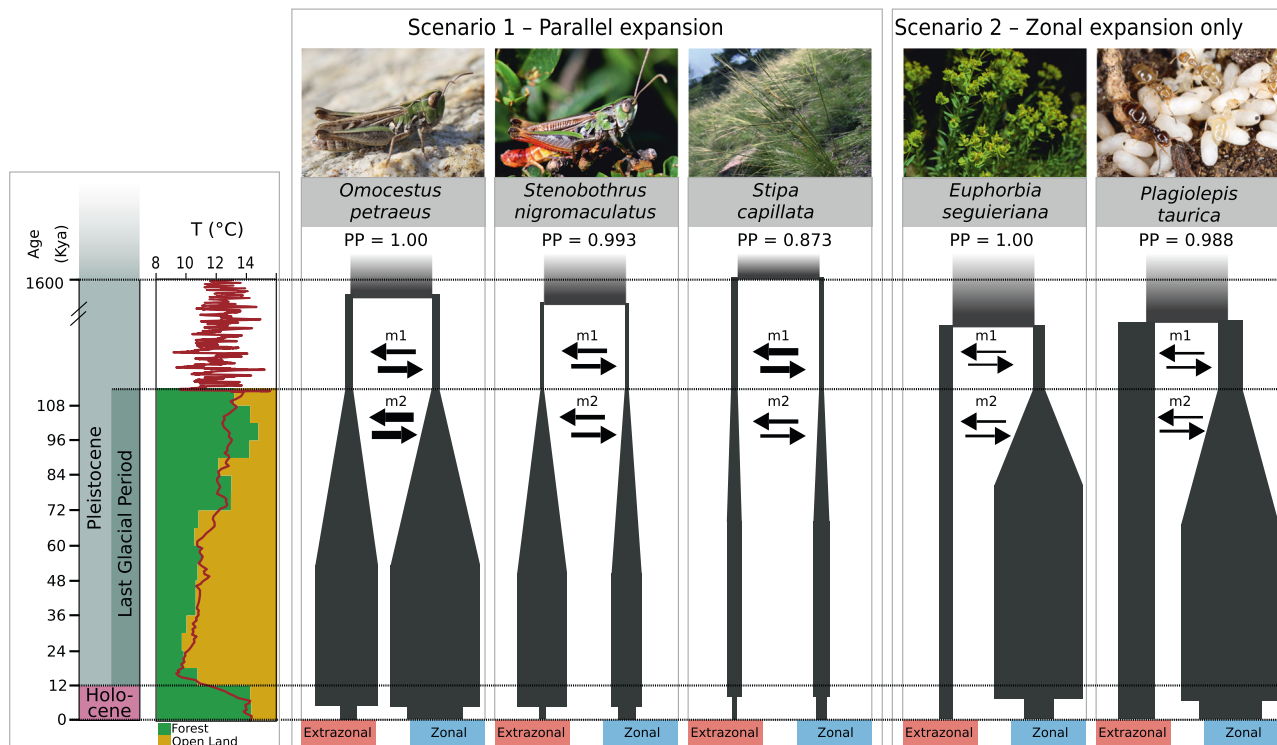 Scenario 1 – Parallel expansion
Scenario 2 – Zonal expansion only
Omocestus
petraeus
Stenobothrus
nigromaculatus
Stipa
capillata
Euphorbia
seguieriana
Plagiolepis
taurica
PP = 1.00
PP = 0.993
PP = 0.873
PP = 1.00
PP = 0.988
Age
(Kya)
T (°C)
8 10 12 14
1600
108
96
84
72
60
48
36
24
12
0
Pleistocene
Last Glacial Period
Holo-
cene
m1
m1
m1
m1
m1
m2
m2
m2
m2
m2
Forest
Open Land
Extrazonal Zonal
Extrazonal Zonal
Extrazonal Zonal
Extrazonal Zonal
Extrazonal Zonal